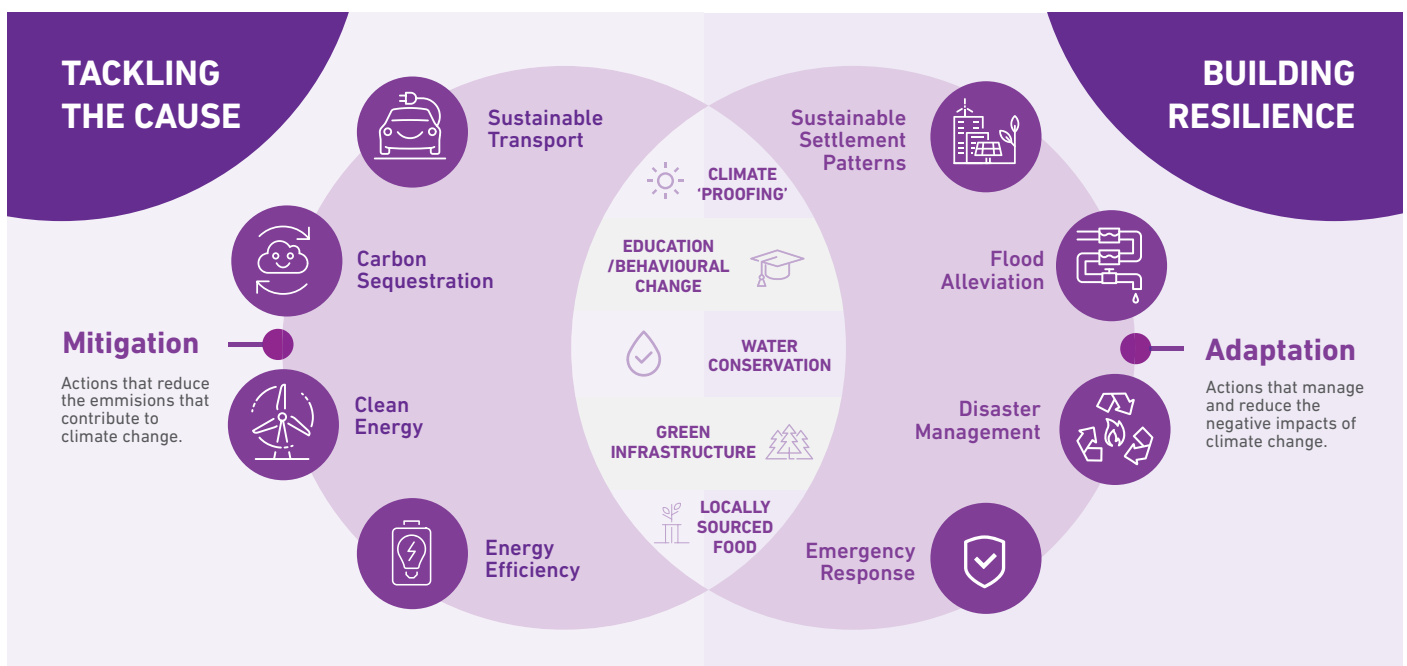 TACKLING
THE CAUSE
Sustainable
Transport
Carbon
Sequestration
Mitigation
Actions that reduce
the emmisions that
contribute to
climate change.
Clean
Energy
Energy
Efficiency
CLIMATE
‘PROOFING’
EDUCATION
/BEHAVIOURAL
CHANGE
WATER
CONSERVATION
GREEN
INFRASTRUCTURE
LOCALLY
SOURCED
FOOD
BUILDING
RESILIENCE
Sustainable
Settlement
Patterns
Flood
Alleviation
Adaptation
Actions that manage
and reduce the
negative impacts of
climate change.
Disaster
Management
Emergency
Response